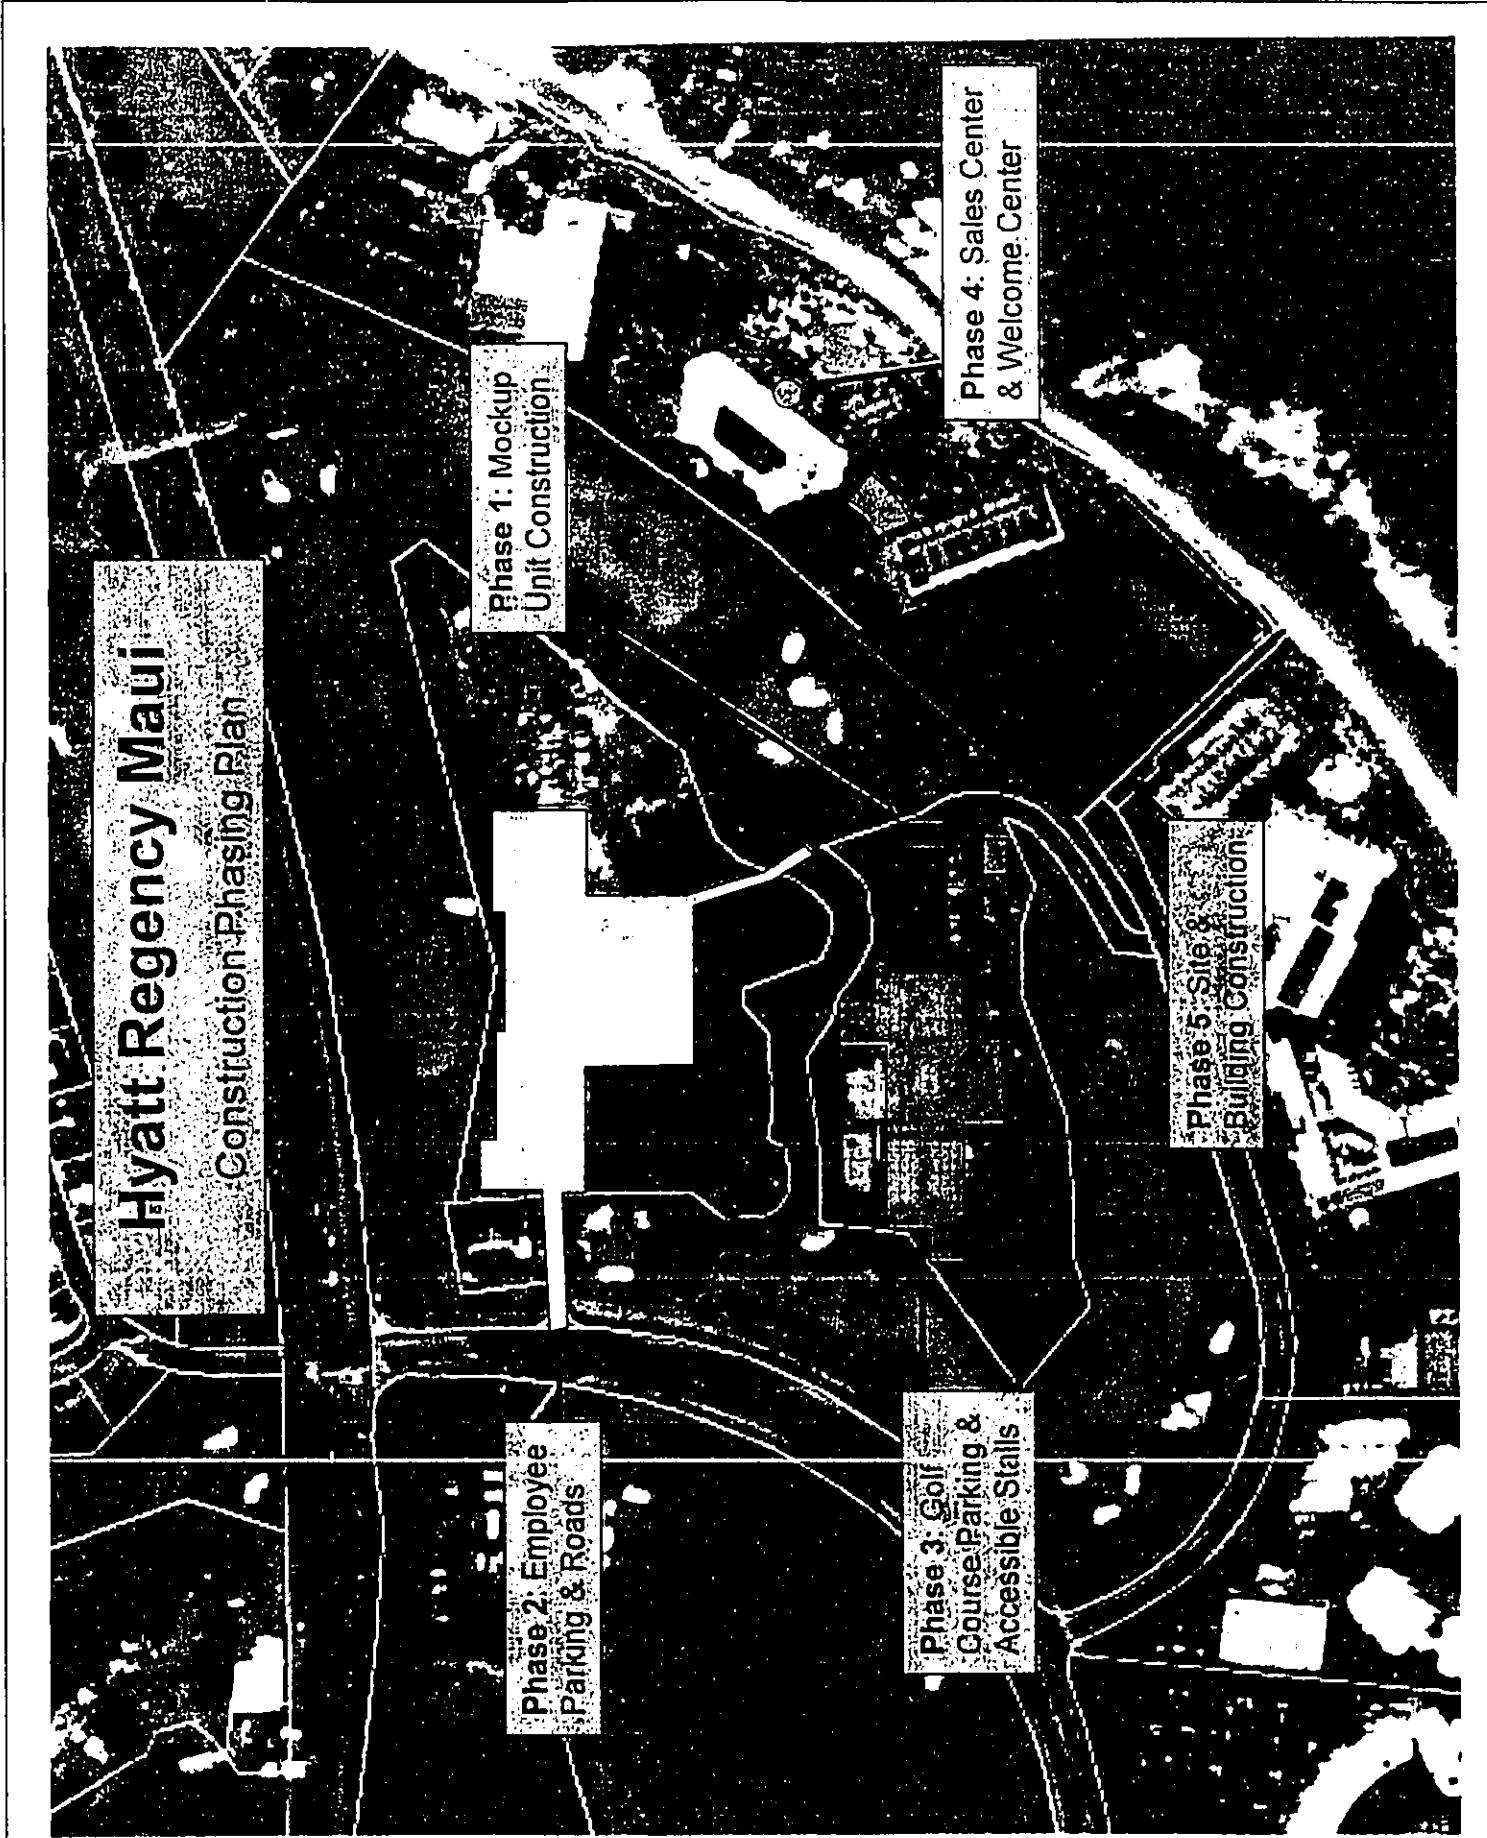 Hyatt Regency Maui
Construction Phasing Plan
Phase 1: Mockup
Unit Construction
Phase 2: Employee
Parking & Roads
Phase 3: Golf
Course Parking &
Accessible Stalls
Phase 4: Sales Center
& Welcome Center
Phase 5: Site &
Building Construction